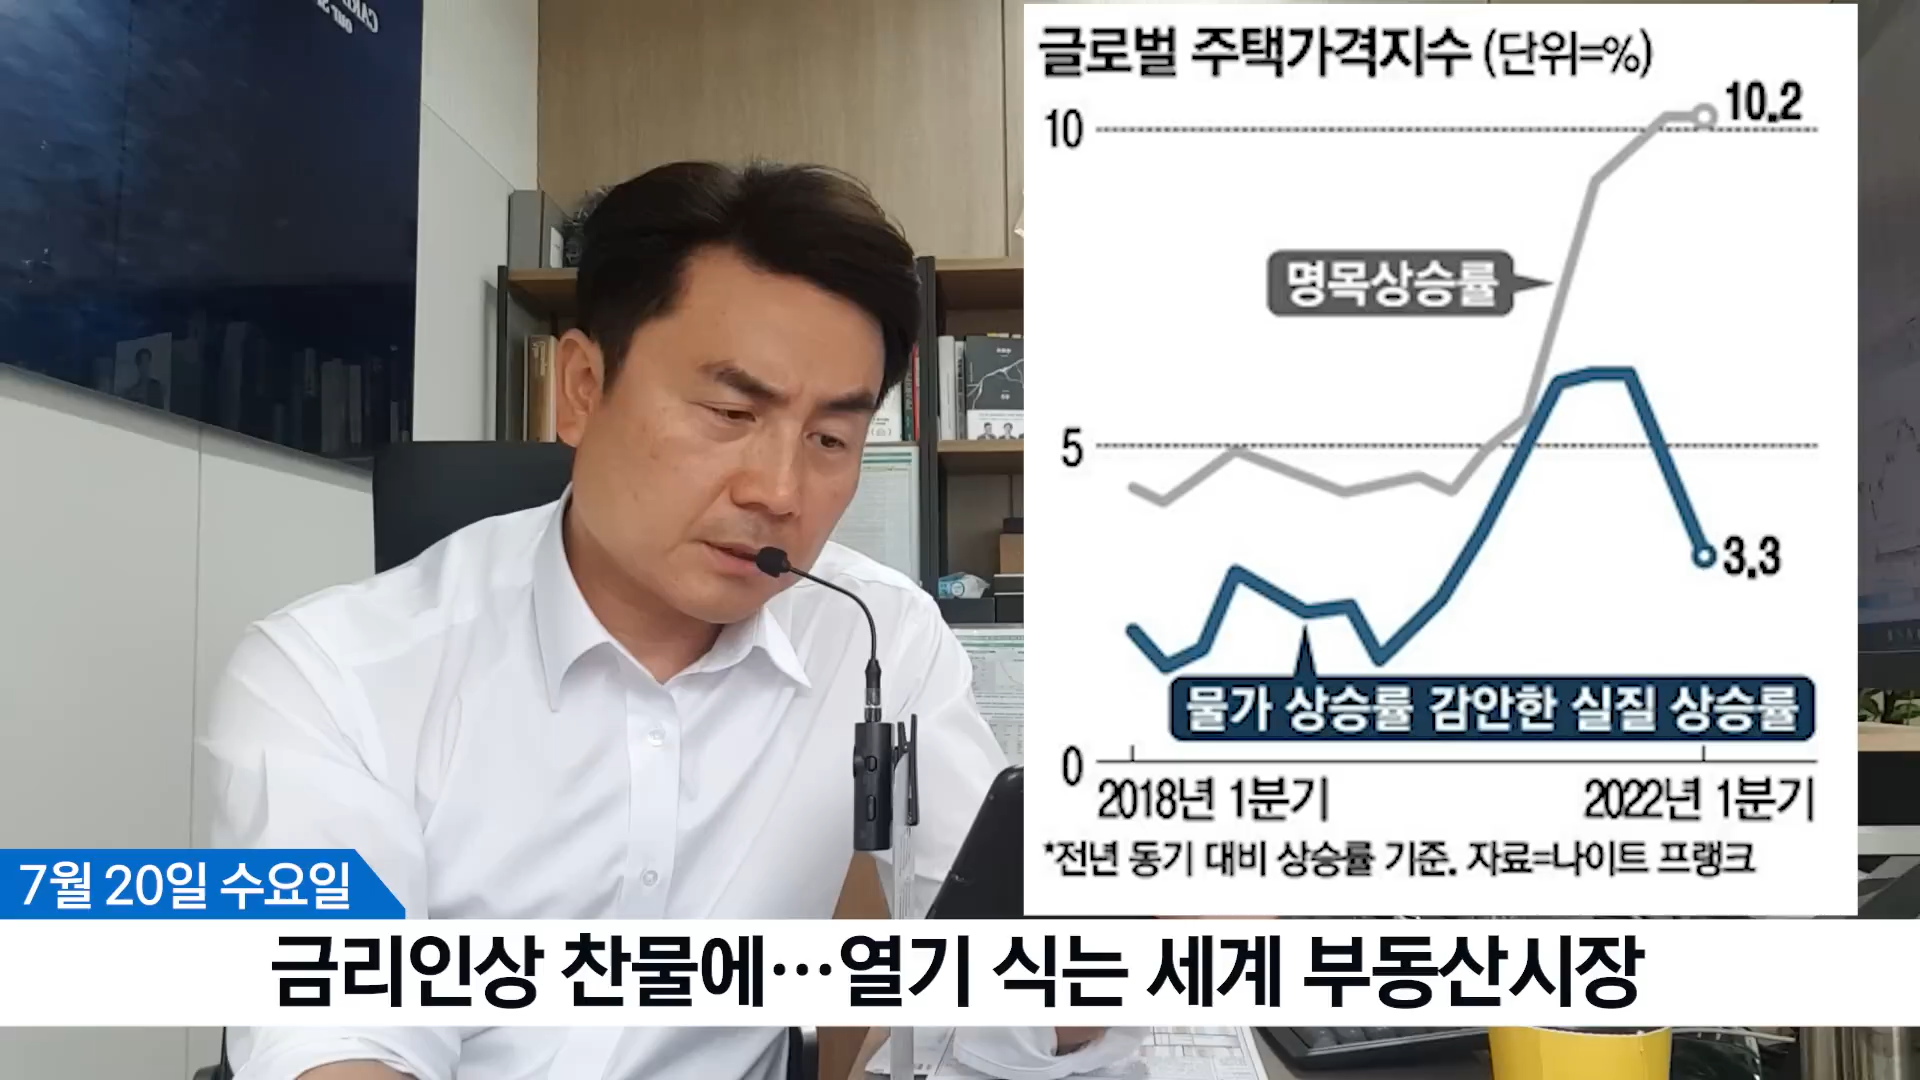 글로벌 주택가격지수 (단위=%)
10
10.2
명목상승률
5
3.3
물가 상승률 감안한 실질 상승률
0
2018년 1분기
2022년 1분기
*전년 동기 대비 상승률 기준. 자료=나이트 프랭크
7월 20일 수요일
금리인상 찬물에…열기 식는 세계 부동산시장